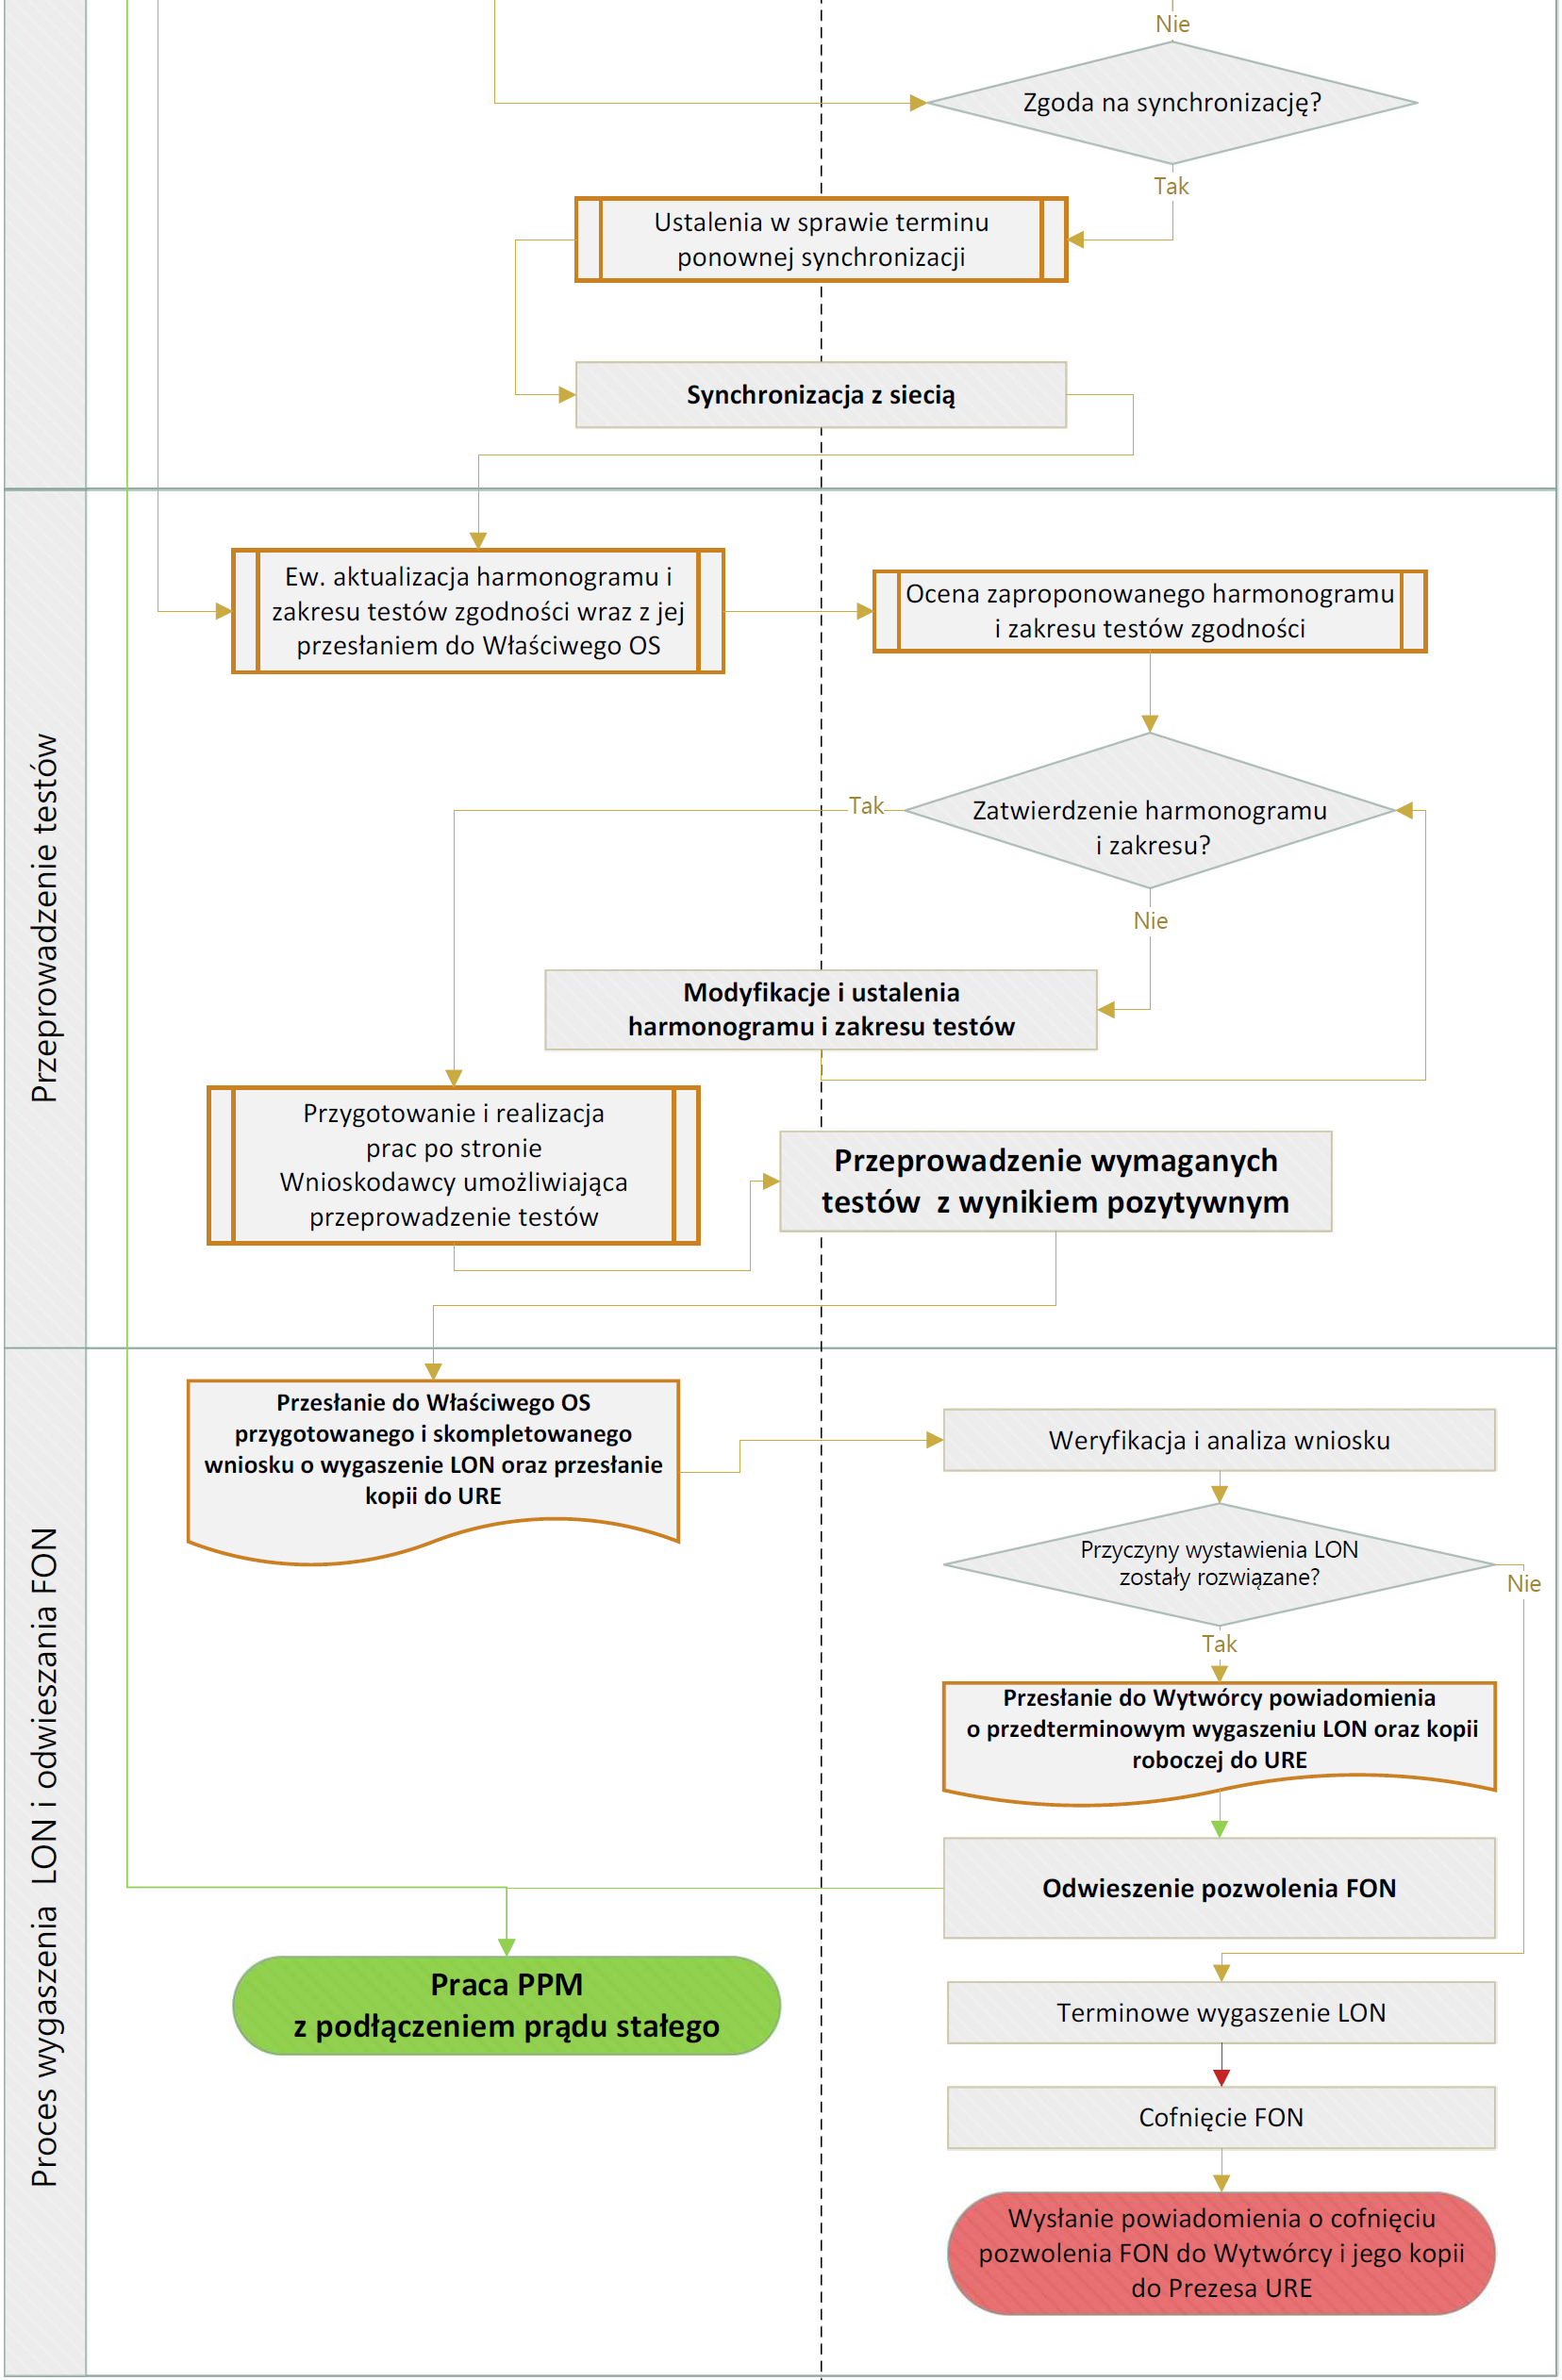 Nie
Zgoda na synchronizację?
Tak
Ustalenia w sprawie terminu
ponownej synchronizacji
Synchronizacja z siecią
Przeprowadzenie testów
Ew. aktualizacja harmonogramu i
zakresu testów zgodności wraz z jej
przesłaniem do Właściwego OS
Ocena zaproponowanego harmonogramu
i zakresu testów zgodności
Tak
Zatwierdzenie harmonogramu
i zakresu?
Nie
Modyfikacje i ustalenia
harmonogramu i zakresu testów
Przygotowanie i realizacja
prac po stronie
Wnioskodawcy umożliwiająca
przeprowadzenie testów
Przeprowadzenie wymaganych
testów  z wynikiem pozytywnym
Proces wygaszenia  LON i odwieszania FON
Przesłanie do Właściwego OS
przygotowanego i skompletowanego
wniosku o wygaszenie LON oraz przesłanie
kopii do URE
Weryfikacja i analiza wniosku
Przyczyny wystawienia LON
zostały rozwiązane?
Nie
Tak
Przesłanie do Wytwórcy powiadomienia
o przedterminowym wygaszeniu LON oraz kopii
roboczej do URE
Odwieszenie pozwolenia FON
Praca PPM
z podłączeniem prądu stałego
Terminowe wygaszenie LON
Cofnięcie FON
Wysłanie powiadomienia o cofnięciu
pozwolenia FON do Wytwórcy i jego kopii
do Prezesa URE